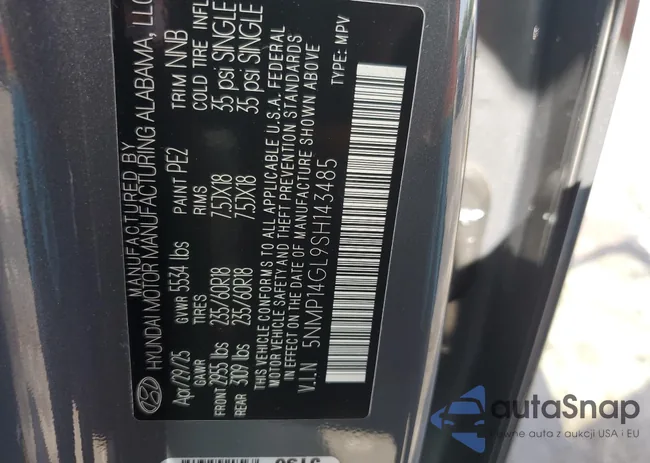 MANUFACTURED BY
HYUNDAI MOTOR MANUFACTURING ALABAMA, LLC
Apr/29/25 GVWR 5534 lbs PAINT PE2 TRIM NNB
GAWR TIRES RIMS COLD TIRE INFL
FRONT 2935 lbs 235/60R18 7.5JX18 35 psi SINGLE
REAR 3109 lbs 235/60R18 7.5JX18 35 psi SINGLE
THIS VEHICLE CONFORMS TO ALL APPLICABLE U.S.A. FEDERAL
MOTOR VEHICLE SAFETY AND THEFT PREVENTION STANDARDS
IN EFFECT ON THE DATE OF MANUFACTURE SHOWN ABOVE
V.I.N 5NMP14GL9SH143485 TYPE: MPV
autaSnap
auta z aukcji USA i EU